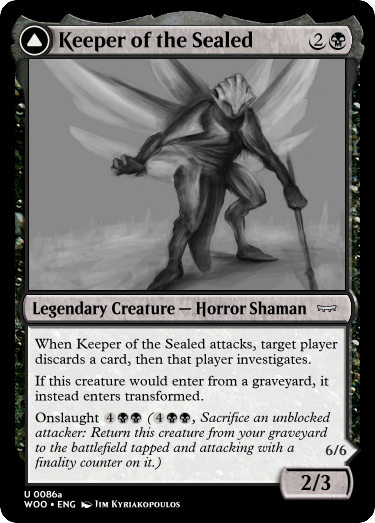 Keeper of the Sealed 2
Legendary Creature — Horror Shaman
When Keeper of the Sealed attacks, target player
discards a card, then that player investigates.
If this creature would enter from a graveyard, it
instead enters transformed.
Onslaught 4 (4, Sacrifice an unblocked
attacker: Return this creature from your graveyard
to the battlefield tapped and attacking with a
finality counter on it.)
6/6
2/3
U 0086a
WOO • ENG Jim Kyriakopoulos